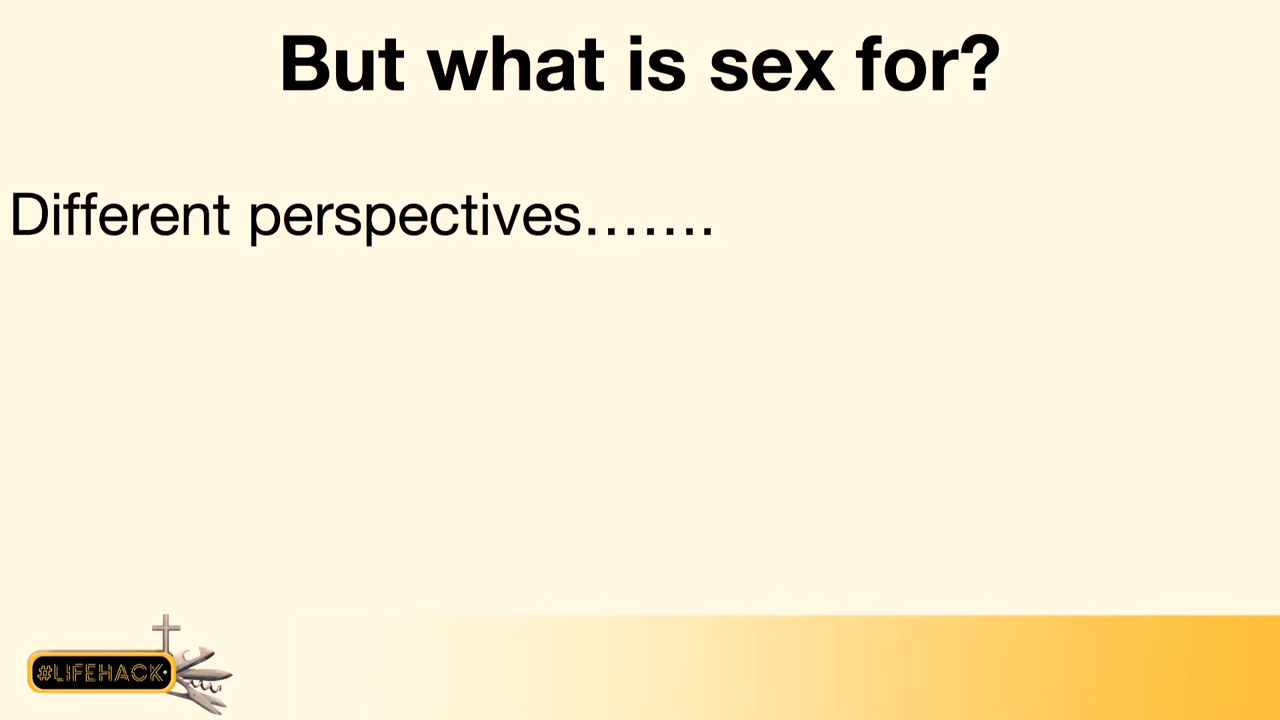 But what is sex for?
Different perspectives.……
#LIFEHACK